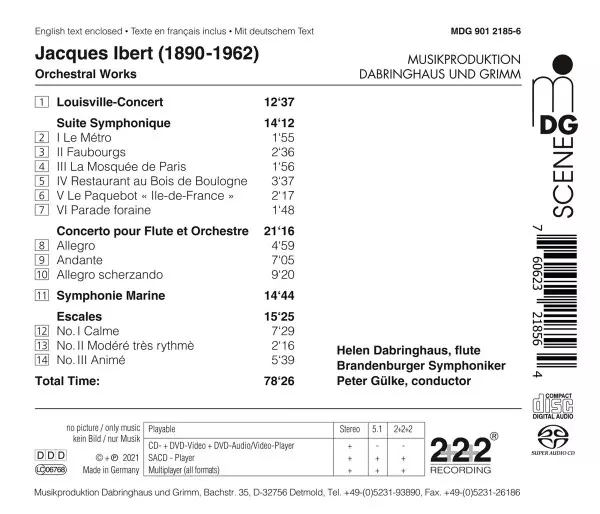 English text enclosed • Texte en français inclus • Mit deutschem Text
MDG 901 2185-6
Jacques Ibert (1890-1962)
Orchestral Works
MUSIKPRODUKTION
DABRINGHAUS UND GRIMM
MDG
SCENE
1 Louisville-Concert 12‘37
Suite Symphonique 14‘12
2 I Le Métro 1‘55
3 II Faubourgs 2‘36
4 III La Mosquée de Paris 1‘56
5 IV Restaurant au Bois de Boulogne 3‘37
6 V Le Paquebot « Ile-de-France » 2‘17
7 VI Parade foraine 1‘48
Concerto pour Flute et Orchestre 21‘16
8 Allegro 4‘59
9 Andante 7‘05
10 Allegro scherzando 9‘20
11 Symphonie Marine 14‘44
Escales 15‘25
12 No. I Calme 7‘29
13 No. II Modéré très rythmè 2‘16
14 No. III Animé 5‘39
Total Time: 78‘26
Helen Dabringhaus, flute
Brandenburger Symphoniker
Peter Gülke, conductor
7 60623 21856 4
COMPACT
disc
DIGITAL AUDIO
SUPER AUDIO CD
no picture / only music
kein Bild / nur Musik
DDD
© + ℗ 2021
LC 06768
Made in Germany
Playable Stereo 5.1 2+2+2
CD- + DVD-Video + DVD-Audio/Video-Player + - -
SACD - Player + + +
Multiplayer (all formats) + + +
2+2+2®
RECORDING
Musikproduktion Dabringhaus und Grimm, Bachstr. 35, D-32756 Detmold, Tel. +49-(0)5231-93890, Fax. +49-(0)5231-26186